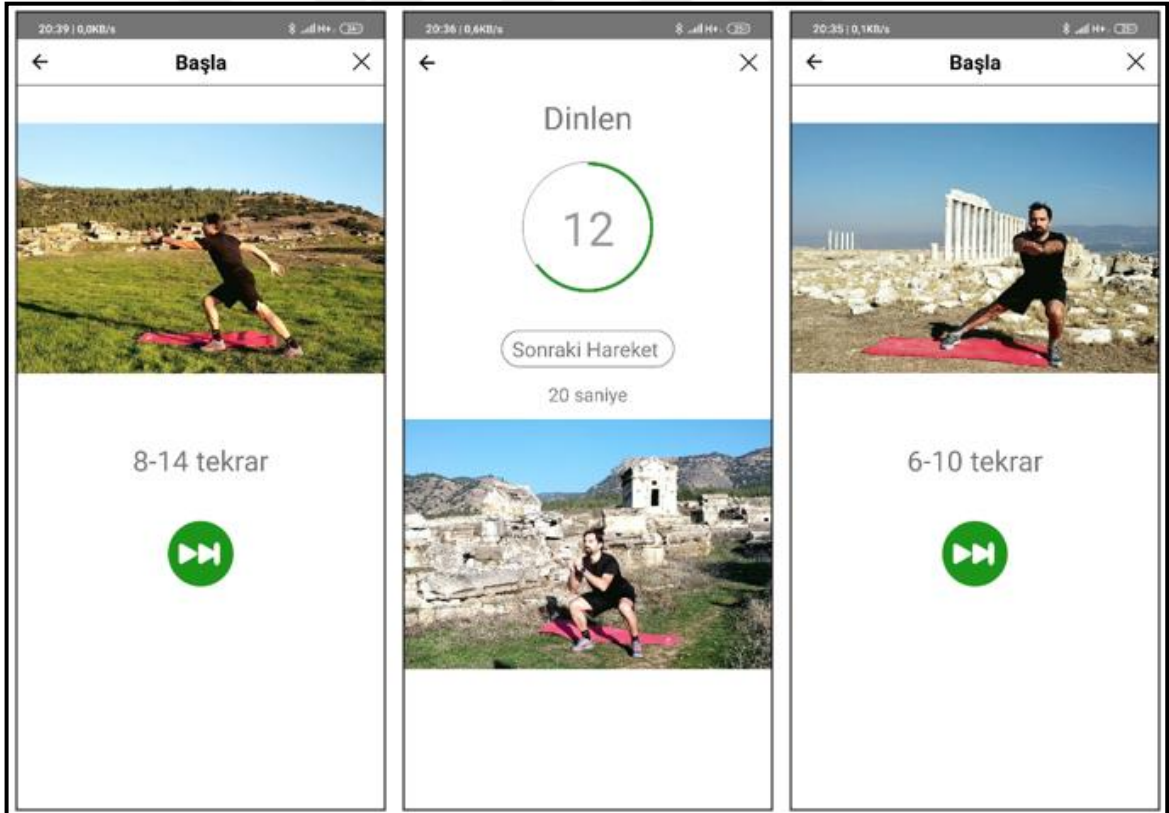 20:39 | 0,0KB/s
Başla
8-14 tekrar
20:36 | 0,6KB/s
Dinlen
12
Sonraki Hareket
20 saniye
20:35 | 0,1KB/s
Başla
6-10 tekrar